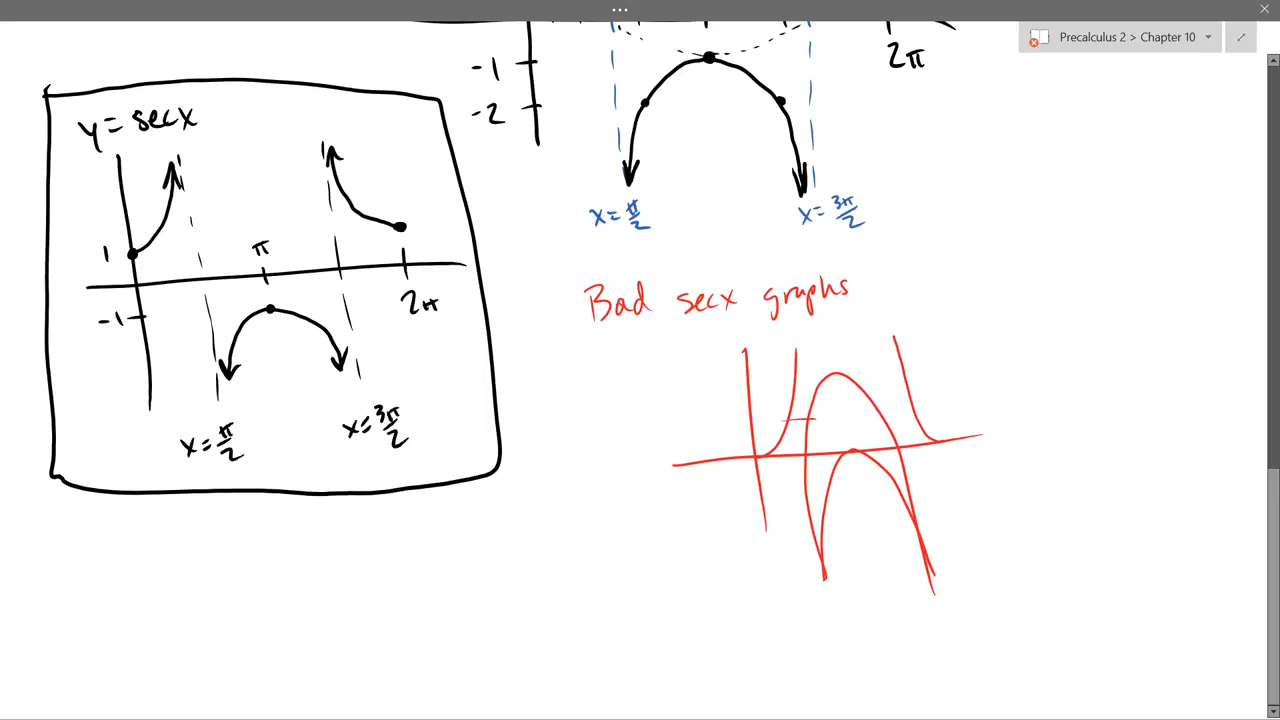 Precalculus 2 > Chapter 10
2π
-1
-2
x = π/2
x = 3π/2
y = secx
1
π
-1
2π
x = π/2
x = 3π/2
Bad secx graphs